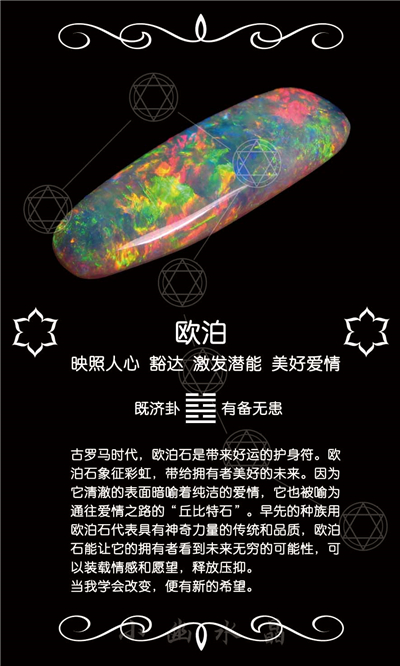 欧泊
映照人心 豁达 激发潜能 美好爱情
既济卦 有备无患
古罗马时代，欧泊石是带来好运的护身符。欧
泊石象征彩虹，带给拥有者美好的未来。因为
它清澈的表面暗喻着纯洁的爱情，它也被喻为
通往爱情之路的“丘比特石”。早先的种族用
欧泊石代表具有神奇力量的传统和品质，欧泊
石能让它的拥有者看到未来无穷的可能性，可
以装载情感和愿望，释放压抑。
当我学会改变，便有新的希望。